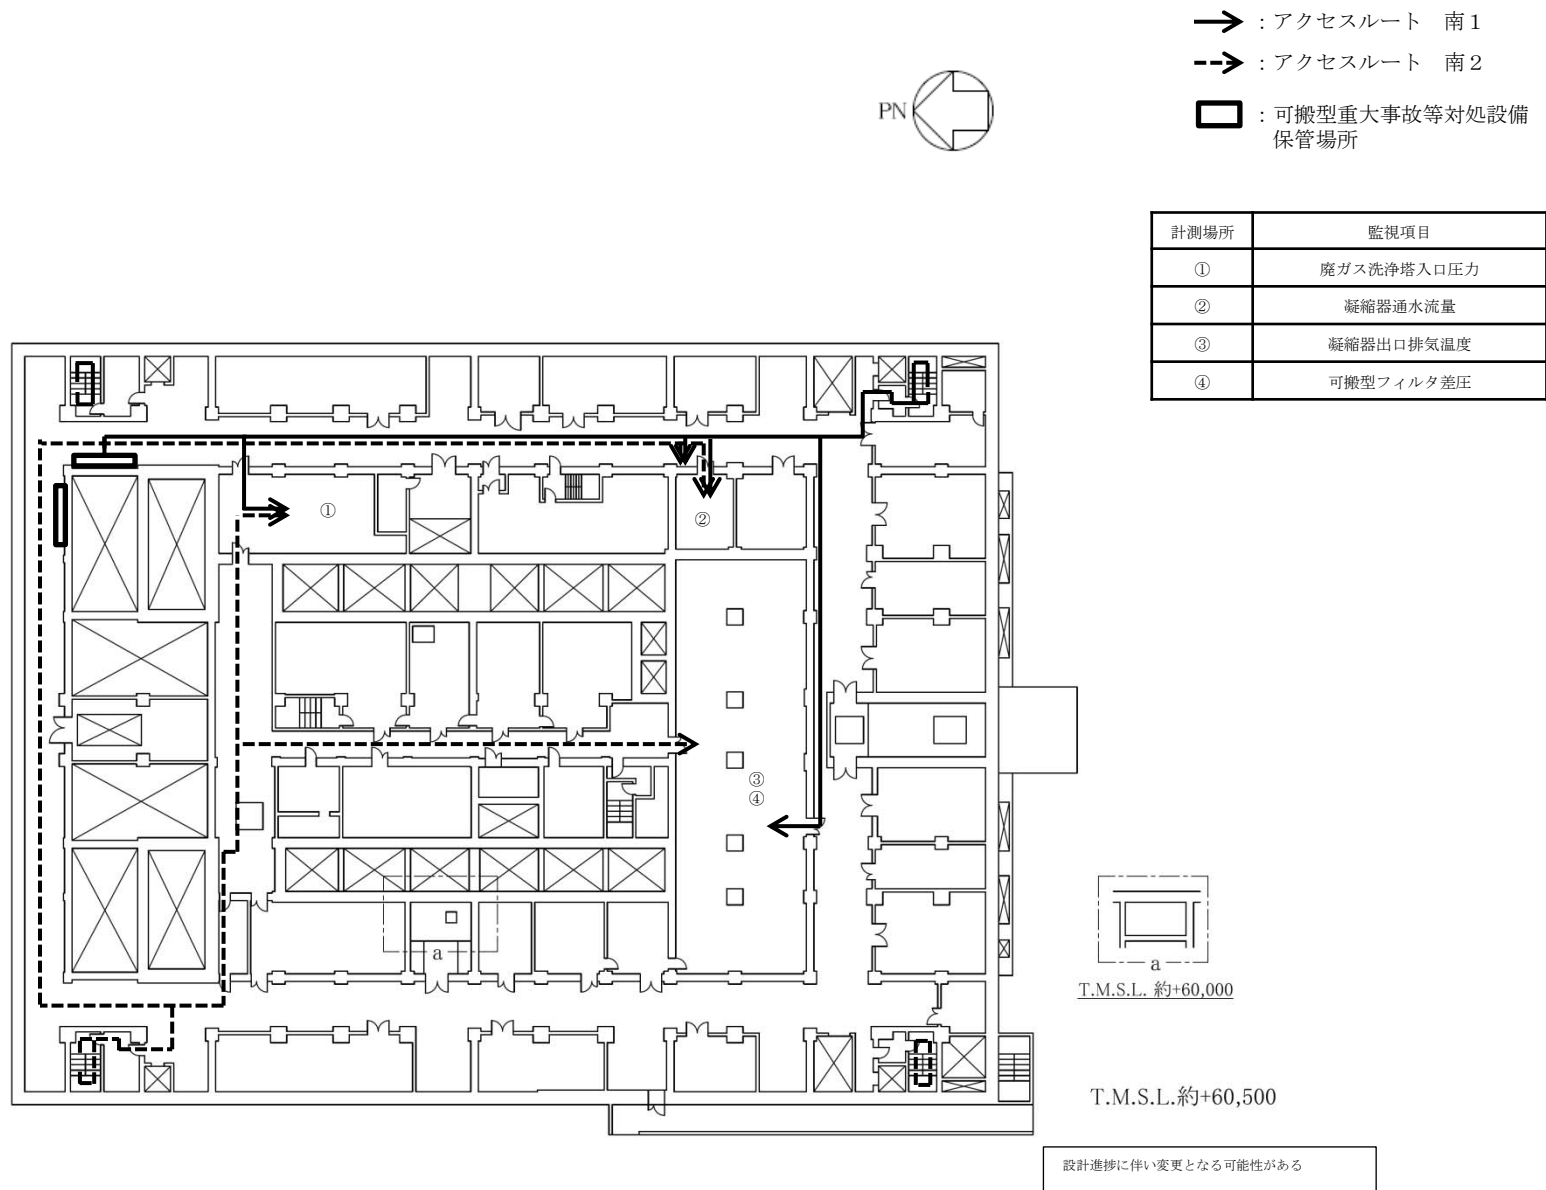 ：アクセスルート　南１
：アクセスルート　南２
：可搬型重大事故等対処設備
保管場所
PN
計測場所 監視項目
① 廃ガス洗浄塔入口圧力
② 凝縮器通水流量
③ 凝縮器出口排気温度
④ 可搬型フィルタ差圧
①
②
③
④
a
a
T.M.S.L. 約+60,000
T.M.S.L.約+60,500
設計進捗に伴い変更となる可能性がある